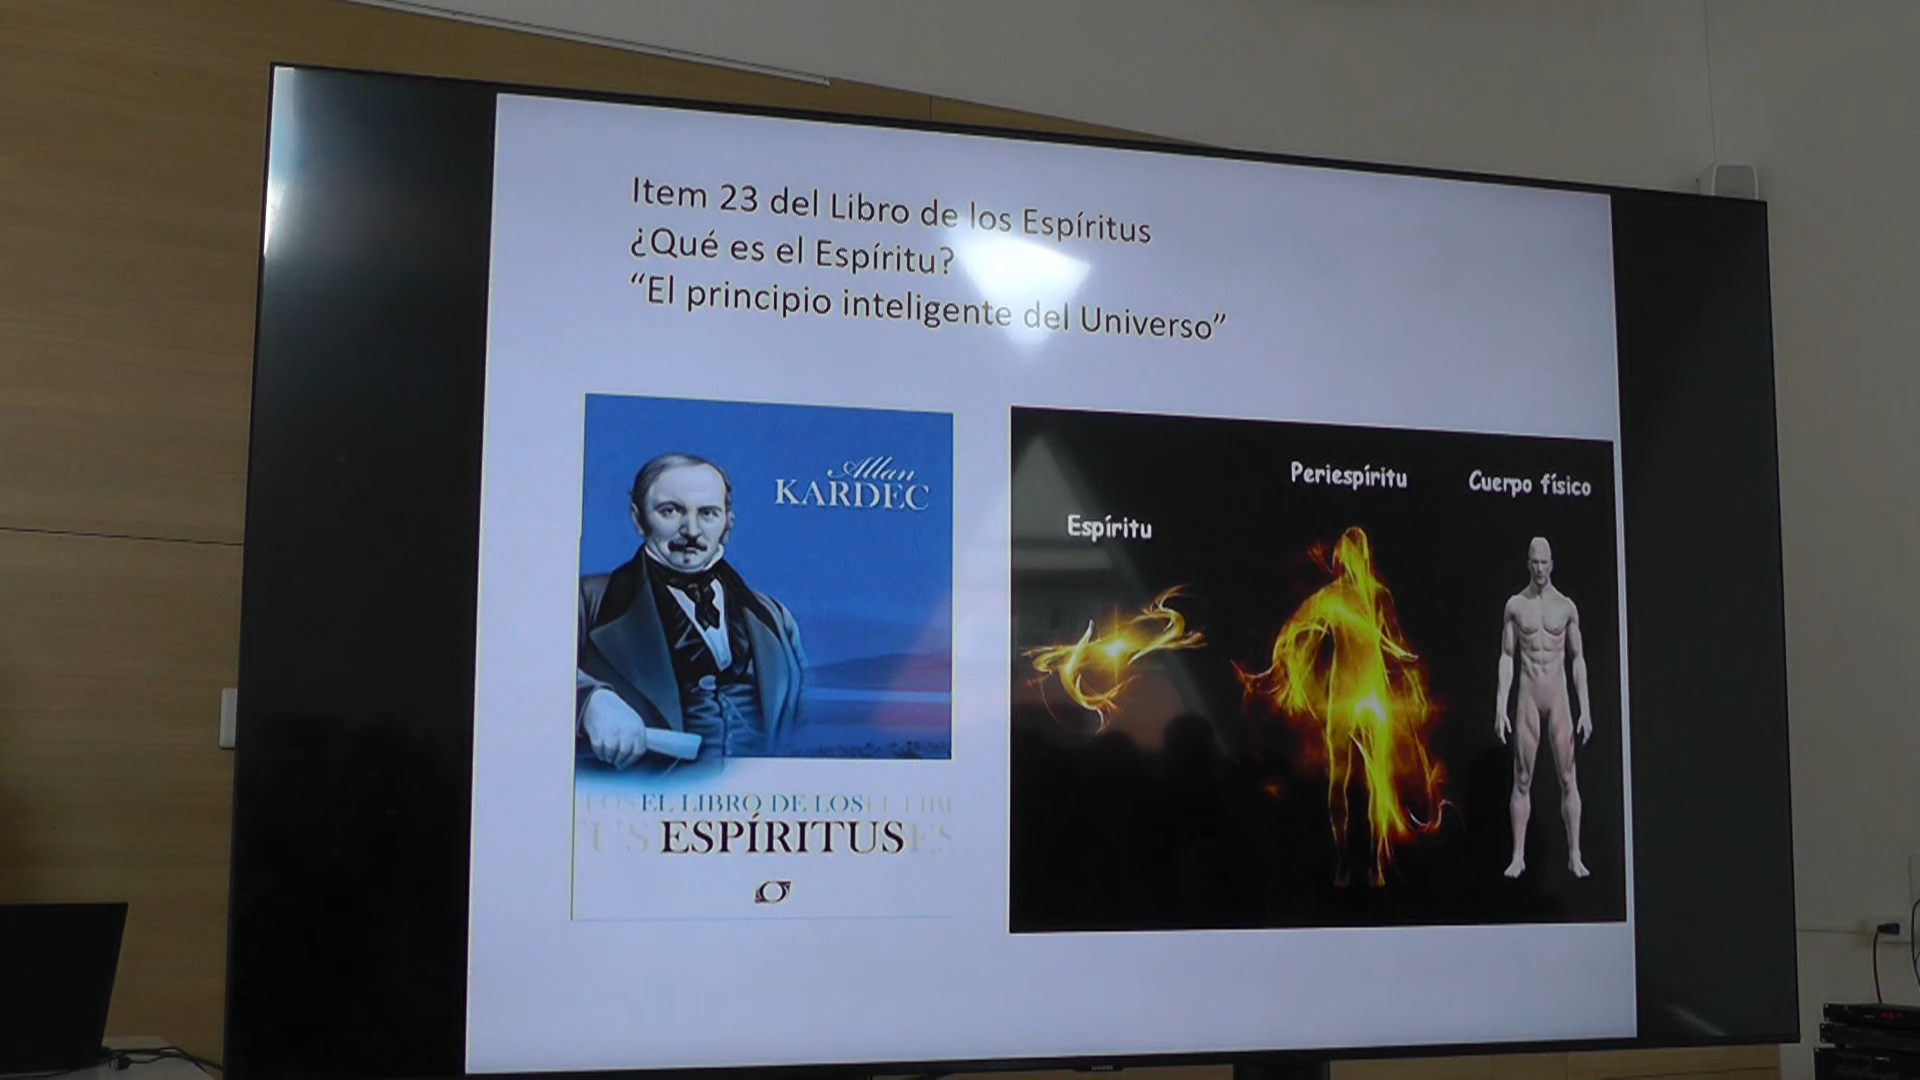 Item 23 del Libro de los Espíritus
¿Qué es el Espíritu?
“El principio inteligente del Universo”
Allan
KARDEC
EL LIBRO DE LOS
ESPÍRITUS
Espíritu
Periespíritu
Cuerpo físico
SAMSUNG